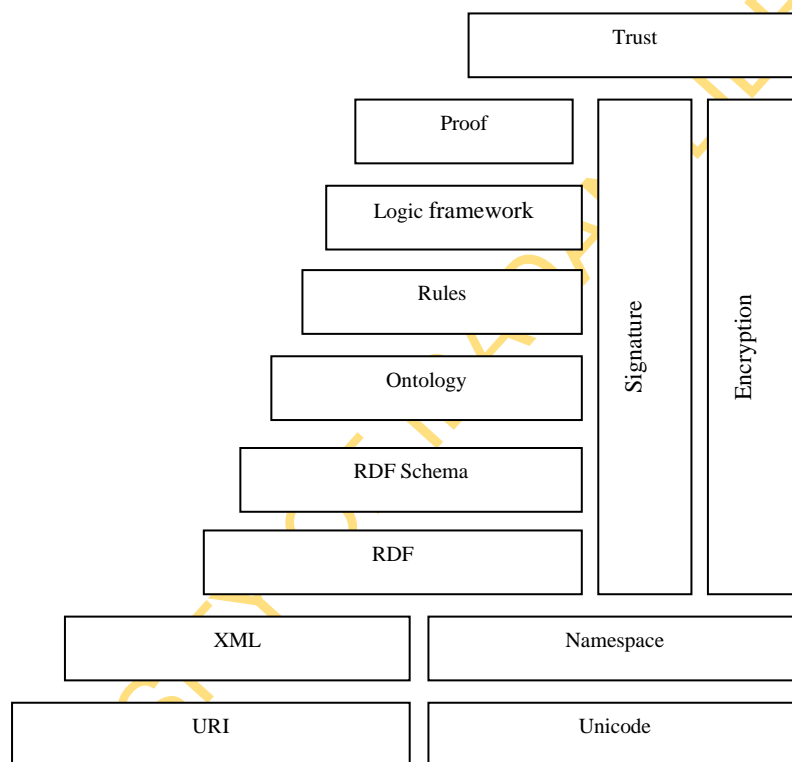 Trust
Proof
Logic framework
Rules
Ontology
RDF Schema
RDF
Signature
Encryption
XML
Namespace
URI
Unicode